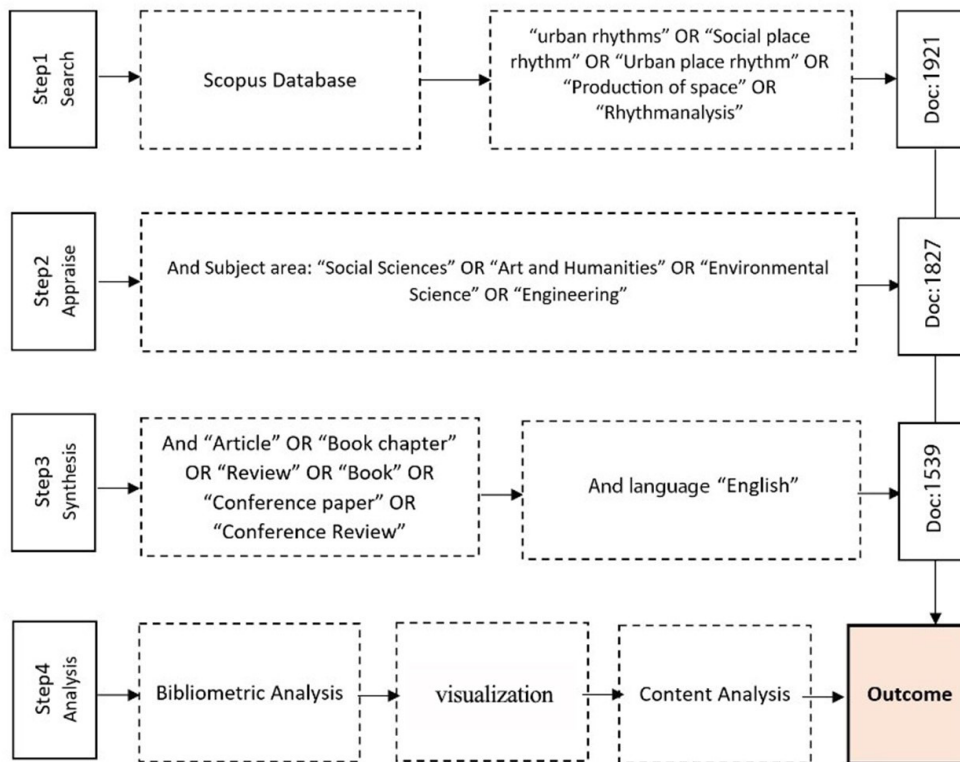 Step1
Search
Scopus Database
“urban rhythms” OR “Social place
rhythm” OR “Urban place rhythm” OR
“Production of space” OR
“Rhythmanalysis”
Doc:1921
Step2
Appraise
And Subject area: “Social Sciences” OR “Art and Humanities” OR “Environmental
Science” OR “Engineering”
Doc:1827
Step3
Synthesis
And “Article” OR “Book chapter”
OR “Review” OR “Book” OR
“Conference paper” OR
“Conference Review”
And language “English”
Doc:1539
Step4
Analysis
Bibliometric Analysis
visualization
Content Analysis
Outcome